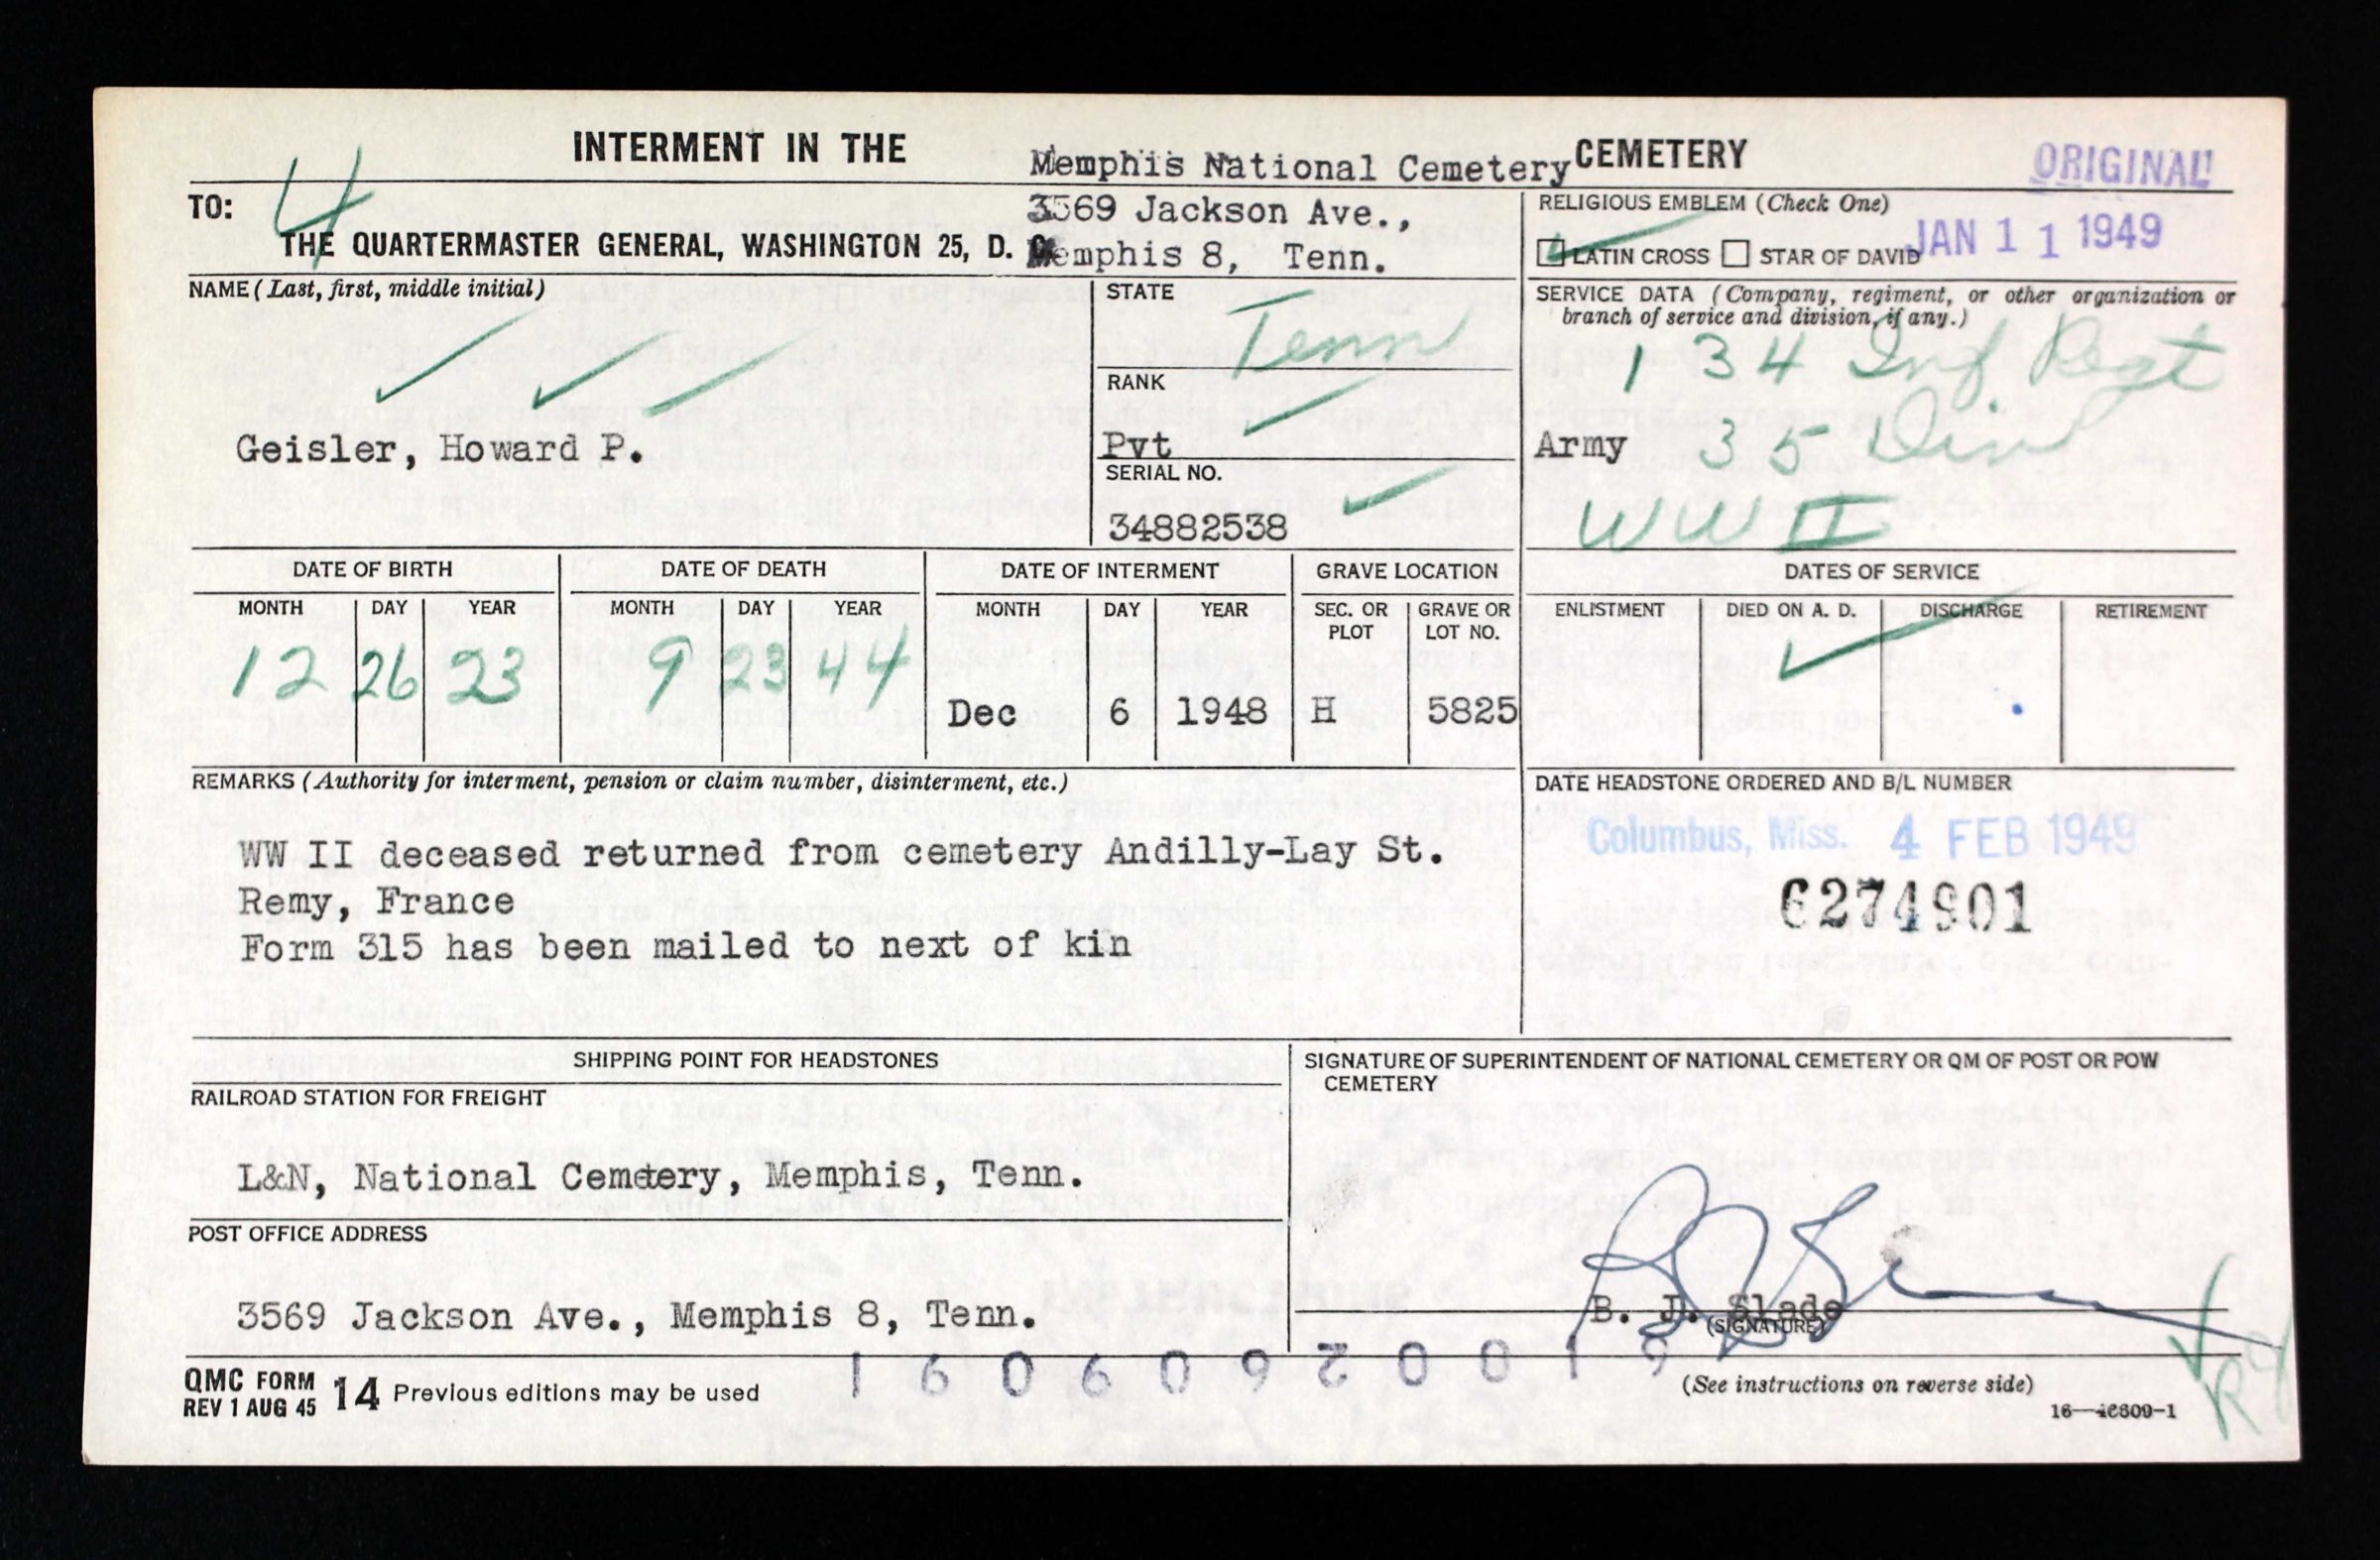 INTERMENT IN THE Memphis National Cemetery CEMETERY
ORIGINAL
TO: 4
THE QUARTERMASTER GENERAL, WASHINGTON 25, D. C.
3569 Jackson Ave.,
Memphis 8, Tenn.
RELIGIOUS EMBLEM (Check One)
LATIN CROSS STAR OF DAVID
JAN 11 1949
NAME (Last, first, middle initial)
Geisler, Howard P.
STATE
Tenn
RANK
Pvt
SERIAL NO.
34882538
SERVICE DATA (Company, regiment, or other organization or
branch of service and division, if any.)
134 Inf Regt
Army 35 Div
WW II
DATE OF BIRTH DATE OF DEATH DATE OF INTERMENT GRAVE LOCATION DATES OF SERVICE
MONTH DAY YEAR MONTH DAY YEAR MONTH DAY YEAR SEC. OR PLOT GRAVE OR LOT NO. ENLISTMENT DIED ON A. D. DISCHARGE RETIREMENT
12 26 23 9 23 44 Dec 6 1948 H 5825
REMARKS (Authority for interment, pension or claim number, disinterment, etc.)
WW II deceased returned from cemetery Andilly-Lay St.
Remy, France
Form 315 has been mailed to next of kin
DATE HEADSTONE ORDERED AND B/L NUMBER
Columbus, Miss. 4 FEB 1949
6274901
SHIPPING POINT FOR HEADSTONES
RAILROAD STATION FOR FREIGHT
L&N, National Cemetery, Memphis, Tenn.
POST OFFICE ADDRESS
3569 Jackson Ave., Memphis 8, Tenn.
SIGNATURE OF SUPERINTENDENT OF NATIONAL CEMETERY OR QM OF POST OR POW
CEMETERY
B. J. Slade
(SIGNATURE)
QMC FORM 14 Previous editions may be used
REV 1 AUG 45
(See instructions on reverse side)